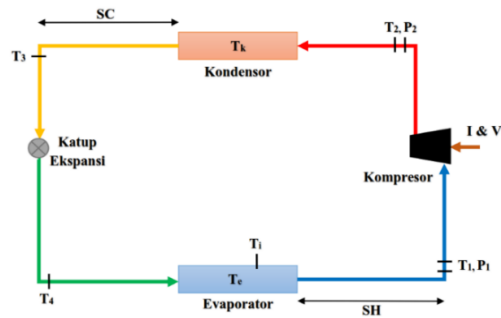 SC
T2, P2
T3
Tk
Kondensor
Katup
Ekspansi
I & V
Kompresor
Ti
T1, P1
T4
Te
Evaporator
SH